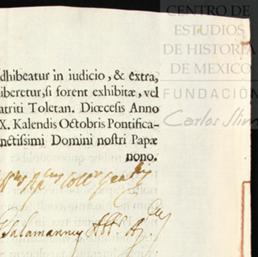 CENTRO DE
ESTUDIOS
DE HISTORIA
DE MEXICO
FUNDACIÓN
Carlos Slim
dhibeatur in iudicio, & extra,
liberetur, si forent exhibitæ, vel
atriti Toletan. Diœcesis Anno
X. Kalendis Octobris Pontifica-
nctissimi Domini nostri Papæ
nono.